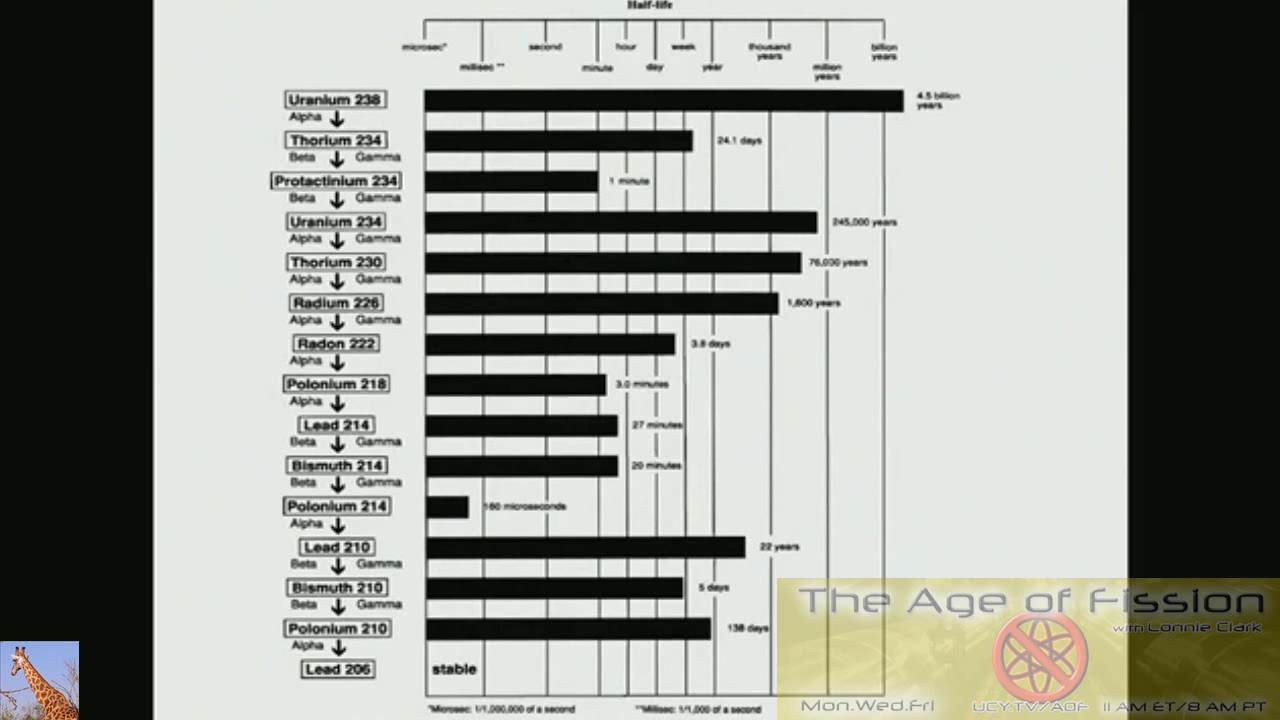 Half-life
microsec*
second
hour
week
thousand
years
billion
years
millisec **
minute
day
year
million
years
Uranium 238
4.5 billion
years
Alpha
Thorium 234
24.1 days
Beta Gamma
Protactinium 234
1 minute
Beta Gamma
Uranium 234
245,000 years
Alpha Gamma
Thorium 230
76,000 years
Alpha Gamma
Radium 226
1,600 years
Alpha Gamma
Radon 222
3.8 days
Alpha
Polonium 218
3.0 minutes
Alpha
Lead 214
27 minutes
Beta Gamma
Bismuth 214
20 minutes
Beta Gamma
Polonium 214
160 microseconds
Alpha
Lead 210
22 years
Beta Gamma
Bismuth 210
5 days
Beta Gamma
Polonium 210
138 days
Alpha
Lead 206
stable
*Microsec: 1/1,000,000 of a second
**Millisec: 1/1,000 of a second
The Age of Fission
with Lonnie Clark
Mon.Wed.Fri
UCY.TV/AOF
11 AM ET/8 AM PT